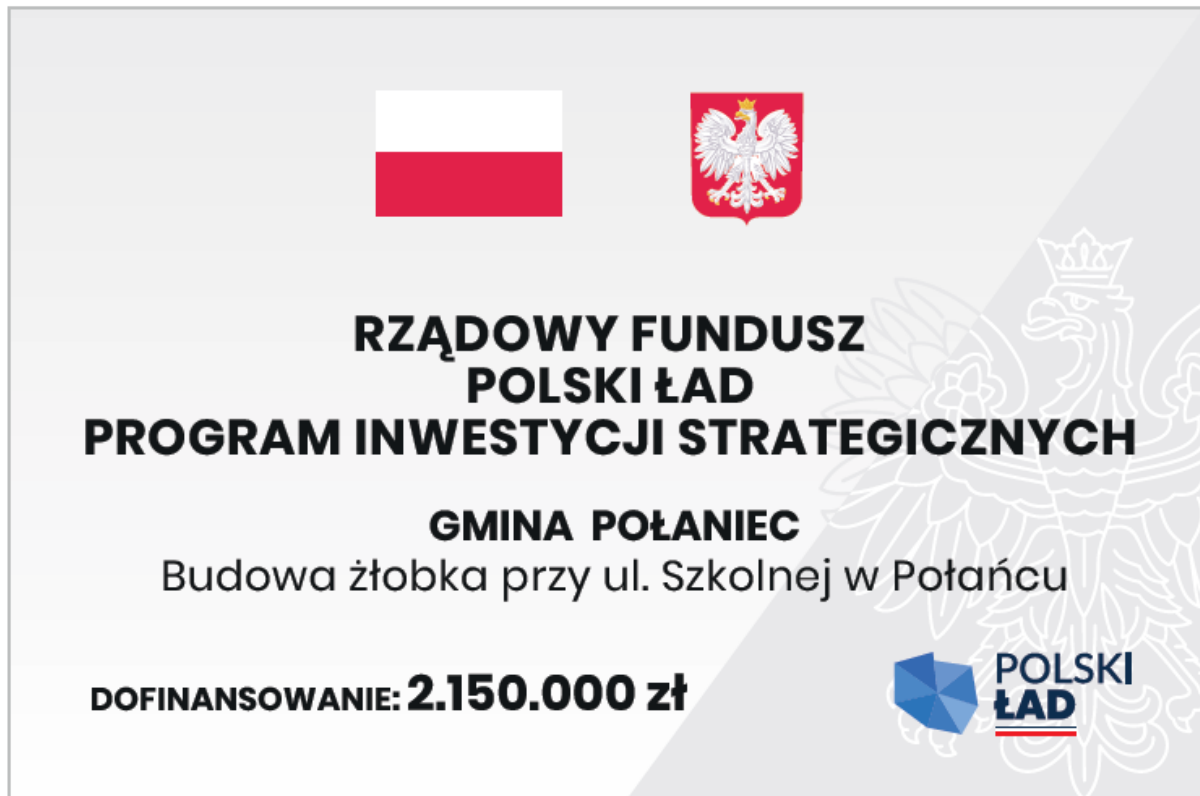 RZĄDOWY FUNDUSZ
POLSKI ŁAD
PROGRAM INWESTYCJI STRATEGICZNYCH
GMINA POŁANIEC
Budowa żłobka przy ul. Szkolnej w Połańcu
DOFINANSOWANIE: 2.150.000 zł
POLSKI
ŁAD